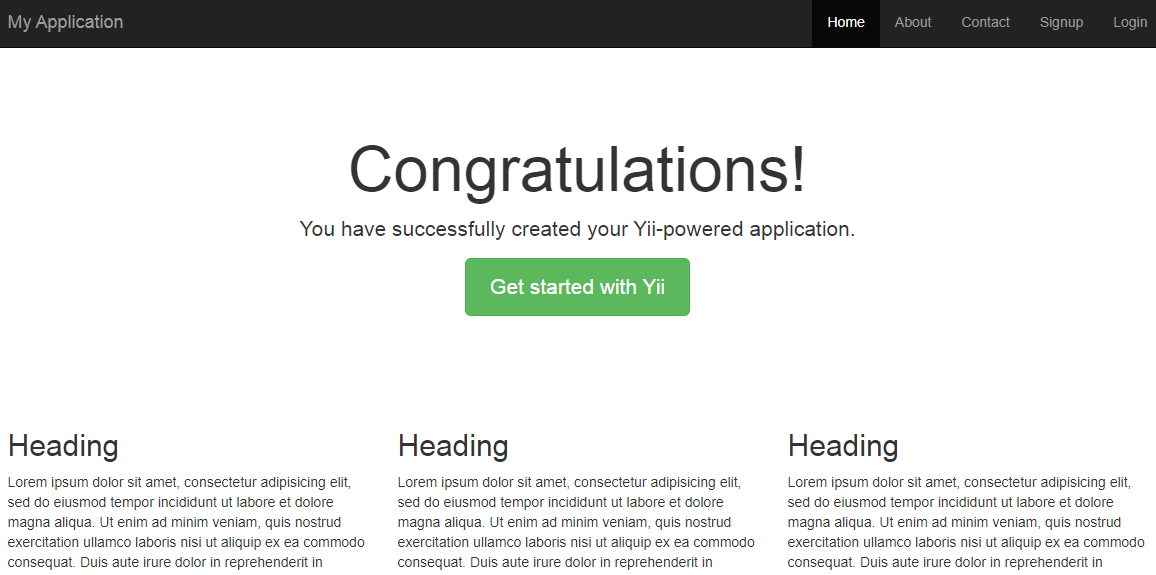 My Application
Home About Contact Signup Login
Congratulations!
You have successfully created your Yii-powered application.
Get started with Yii
Heading
Lorem ipsum dolor sit amet, consectetur adipisicing elit,
sed do eiusmod tempor incididunt ut labore et dolore
magna aliqua. Ut enim ad minim veniam, quis nostrud
exercitation ullamco laboris nisi ut aliquip ex ea commodo
consequat. Duis aute irure dolor in reprehenderit in
Heading
Lorem ipsum dolor sit amet, consectetur adipisicing elit,
sed do eiusmod tempor incididunt ut labore et dolore
magna aliqua. Ut enim ad minim veniam, quis nostrud
exercitation ullamco laboris nisi ut aliquip ex ea commodo
consequat. Duis aute irure dolor in reprehenderit in
Heading
Lorem ipsum dolor sit amet, consectetur adipisicing elit,
sed do eiusmod tempor incididunt ut labore et dolore
magna aliqua. Ut enim ad minim veniam, quis nostrud
exercitation ullamco laboris nisi ut aliquip ex ea commodo
consequat. Duis aute irure dolor in reprehenderit in